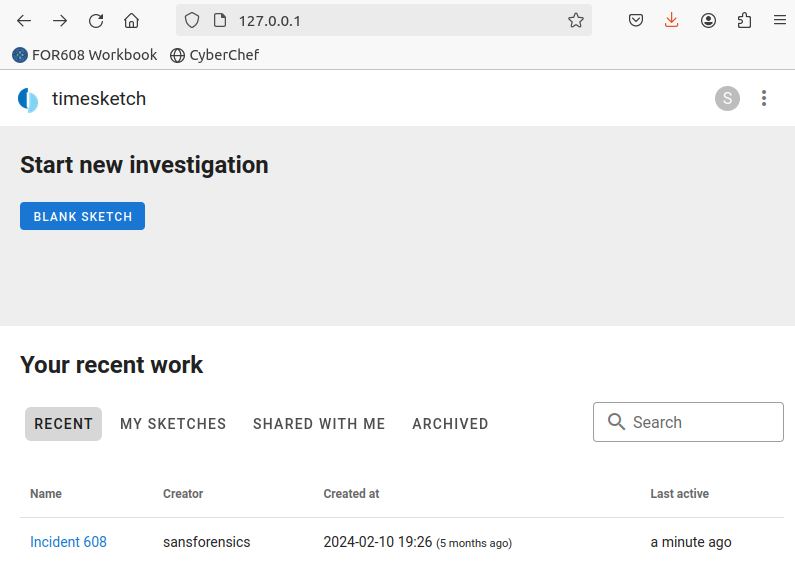 127.0.0.1
FOR608 Workbook CyberChef
timesketch S
Start new investigation
BLANK SKETCH
Your recent work
RECENT MY SKETCHES SHARED WITH ME ARCHIVED Search
Name Creator Created at Last active
Incident 608 sansforensics 2024-02-10 19:26 (5 months ago) a minute ago